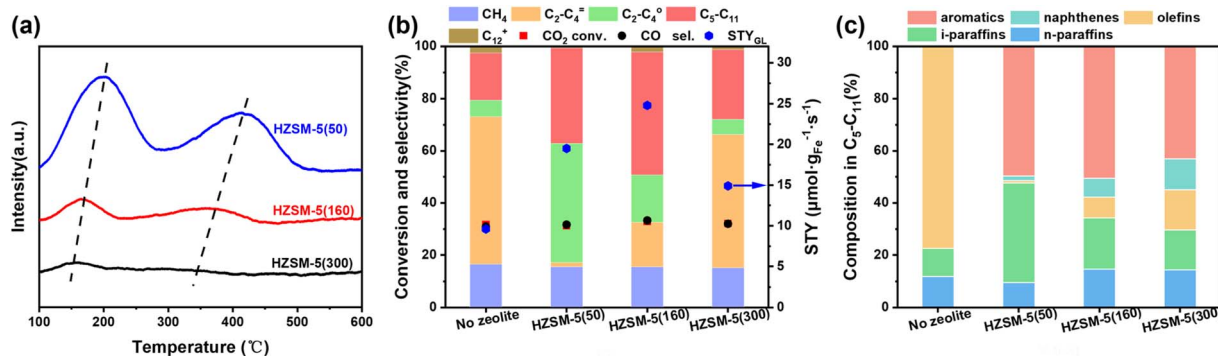 (a)
Intensity(a.u.)
HZSM-5(50)
HZSM-5(160)
HZSM-5(300)
100 200 300 400 500 600
Temperature (℃)
(b)
CH₄ C₂-C₄⁼ C₂-C₄º C₅-C₁₁
C₁₂⁺ CO₂ conv. CO sel. STY_GL
Conversion and selectivity(%)
100
80
60
40
20
0
30
25
20
15
10
5
0
STY (μmol·g_Fe⁻¹·s⁻¹)
No zeolite HZSM-5(50) HZSM-5(160) HZSM-5(300)
(c)
aromatics naphthenes olefins
i-paraffins n-paraffins
Composition in C₅-C₁₁(%)
100
80
60
40
20
0
No zeolite HZSM-5(50) HZSM-5(160) HZSM-5(300)